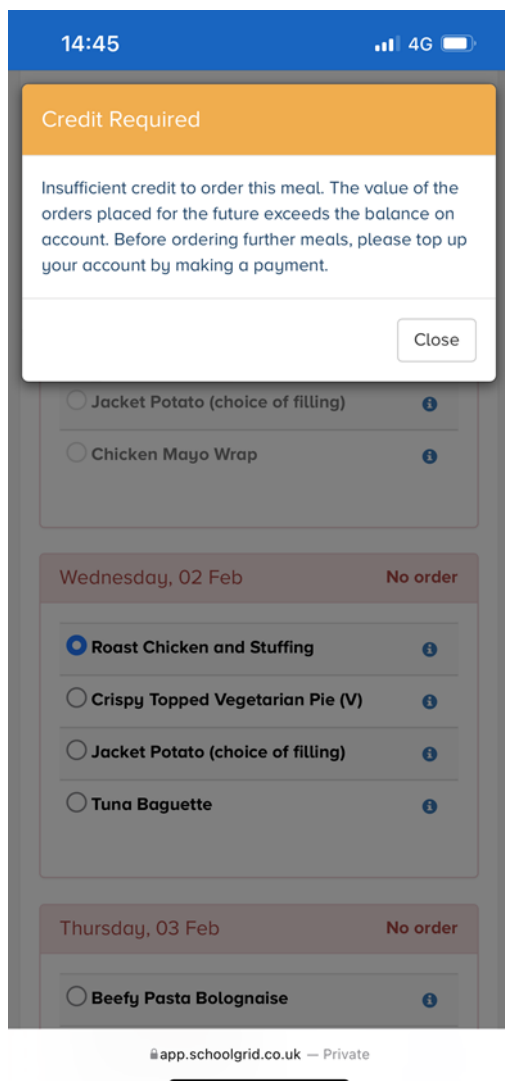 14:45 4G
Credit Required
Insufficient credit to order this meal. The value of the
orders placed for the future exceeds the balance on
account. Before ordering further meals, please top up
your account by making a payment.
Close
Jacket Potato (choice of filling)
Chicken Mayo Wrap
Wednesday, 02 Feb No order
Roast Chicken and Stuffing
Crispy Topped Vegetarian Pie (V)
Jacket Potato (choice of filling)
Tuna Baguette
Thursday, 03 Feb No order
Beefy Pasta Bolognaise
app.schoolgrid.co.uk — Private